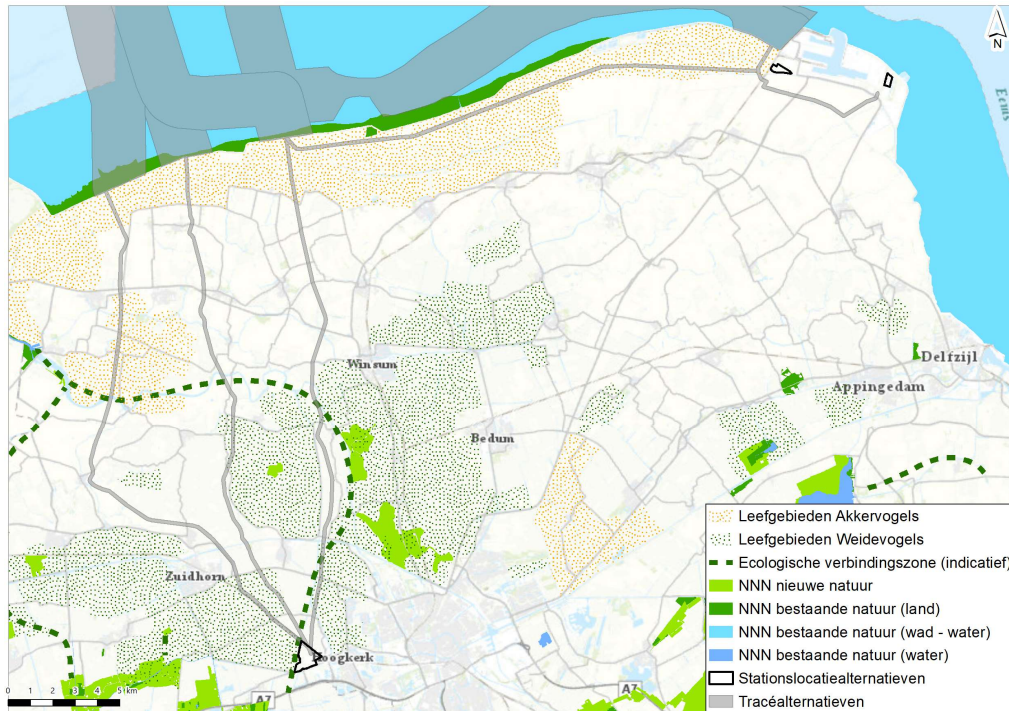 N
Eems
Winsum
Bedum
Delfzijl
Appingedam
Zuidhorn
Hoogkerk
A7
A7
0 1 2 3 4 5 km
Leefgebieden Akkervogels
Leefgebieden Weidevogels
Ecologische verbindingszone (indicatief)
NNN nieuwe natuur
NNN bestaande natuur (land)
NNN bestaande natuur (wad - water)
NNN bestaande natuur (water)
Stationslocatiealternatieven
Tracéalternatieven